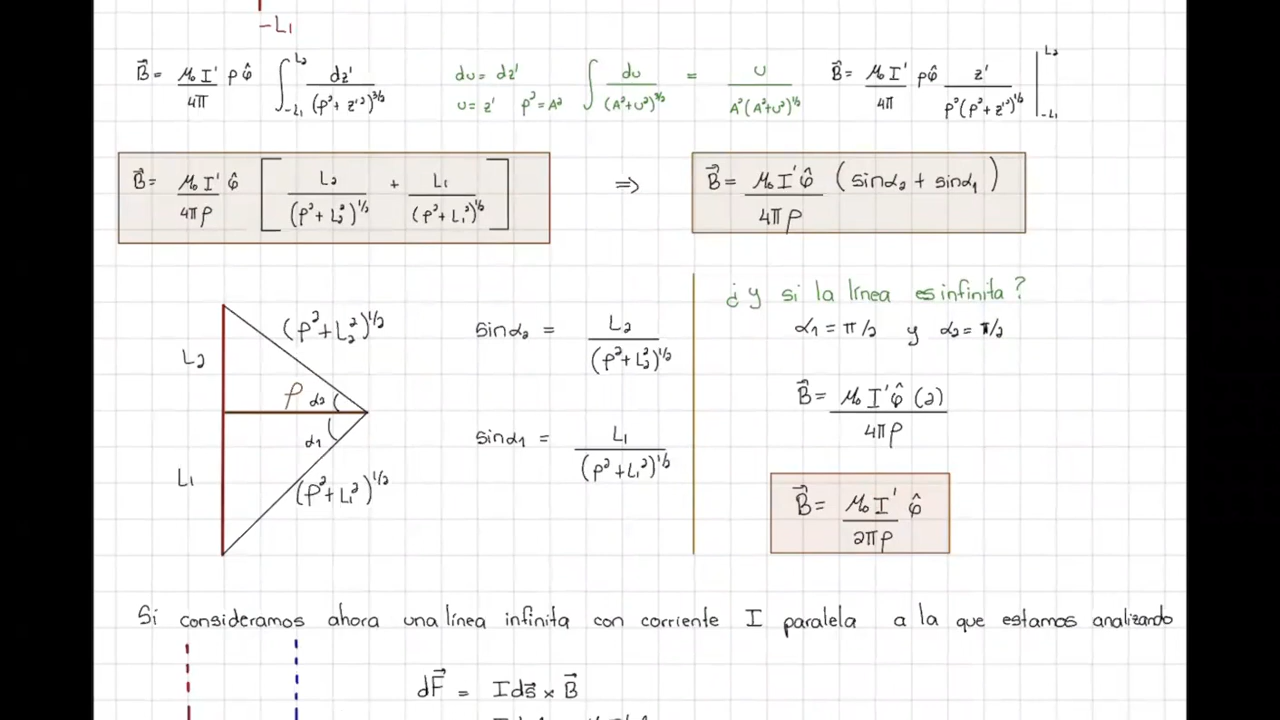 -L₁
B⃗ = μ₀I'/4π ρφ̂ ∫_{-L₁}^{L₂} dz'/(ρ²+z'²)^{3/2}
du = dz'
u = z' ρ² = A²
∫ du/(A²+u²)^{3/2} = u/A²(A²+u²)^{1/2}
B⃗ = μ₀I'/4π ρφ̂ z'/ρ²(ρ²+z'²)^{1/2} |_{-L₁}^{L₂}
B⃗ = μ₀I'φ̂/4πρ [ L₂/(ρ²+L₂²)^{1/2} + L₁/(ρ²+L₁²)^{1/2} ]
⇒
B⃗ = μ₀I'φ̂/4πρ (sinα₂ + sinα₁)
L₂
(ρ²+L₂²)^{1/2}
ρ α₂
α₁
L₁
(ρ²+L₁²)^{1/2}
sinα₂ = L₂/(ρ²+L₂²)^{1/2}
sinα₁ = L₁/(ρ²+L₁²)^{1/2}
¿y si la línea es infinita?
α₁ = π/2 y α₂ = π/2
B⃗ = μ₀I'φ̂(2)/4πρ
B⃗ = μ₀I'/2πρ φ̂
Si consideramos ahora una línea infinita con corriente I paralela a la que estamos analizando
dF⃗ = Ids⃗ × B⃗